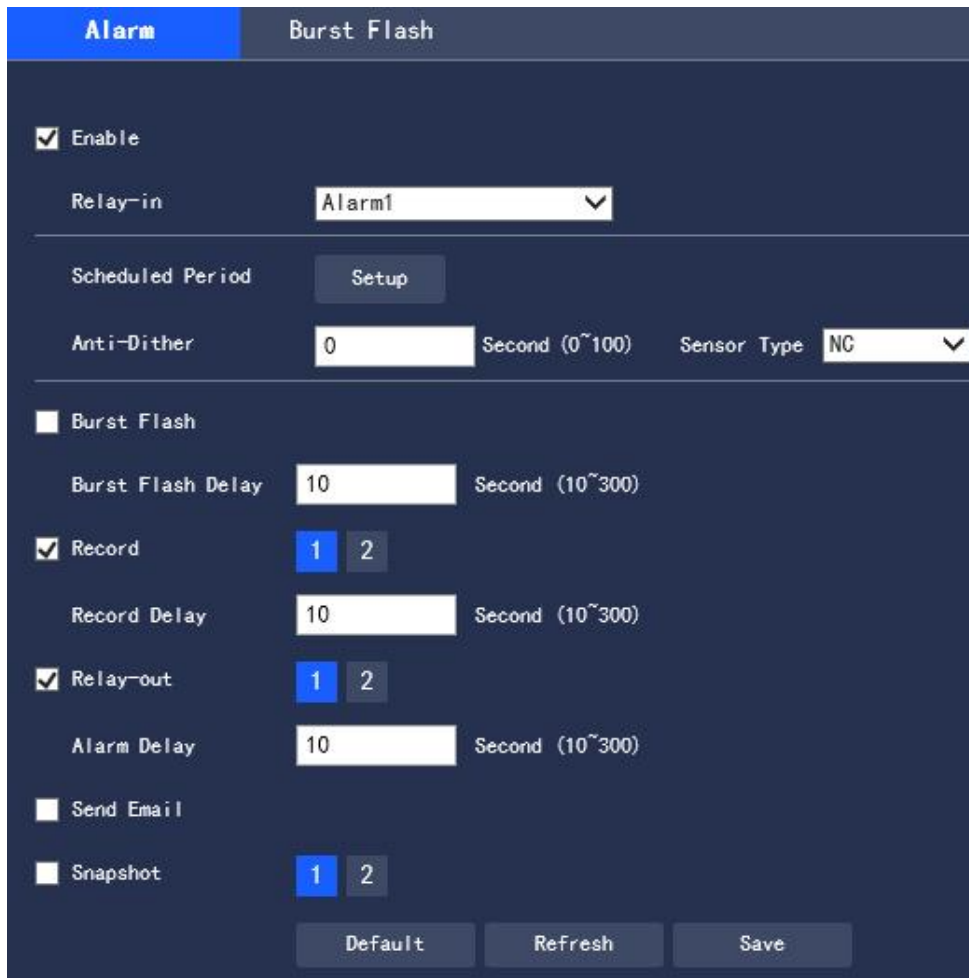 Alarm Burst Flash
Enable
Relay-in Alarm1
Scheduled Period Setup
Anti-Dither 0 Second (0~100) Sensor Type NC
Burst Flash
Burst Flash Delay 10 Second (10~300)
Record 1 2
Record Delay 10 Second (10~300)
Relay-out 1 2
Alarm Delay 10 Second (10~300)
Send Email
Snapshot 1 2
Default Refresh Save